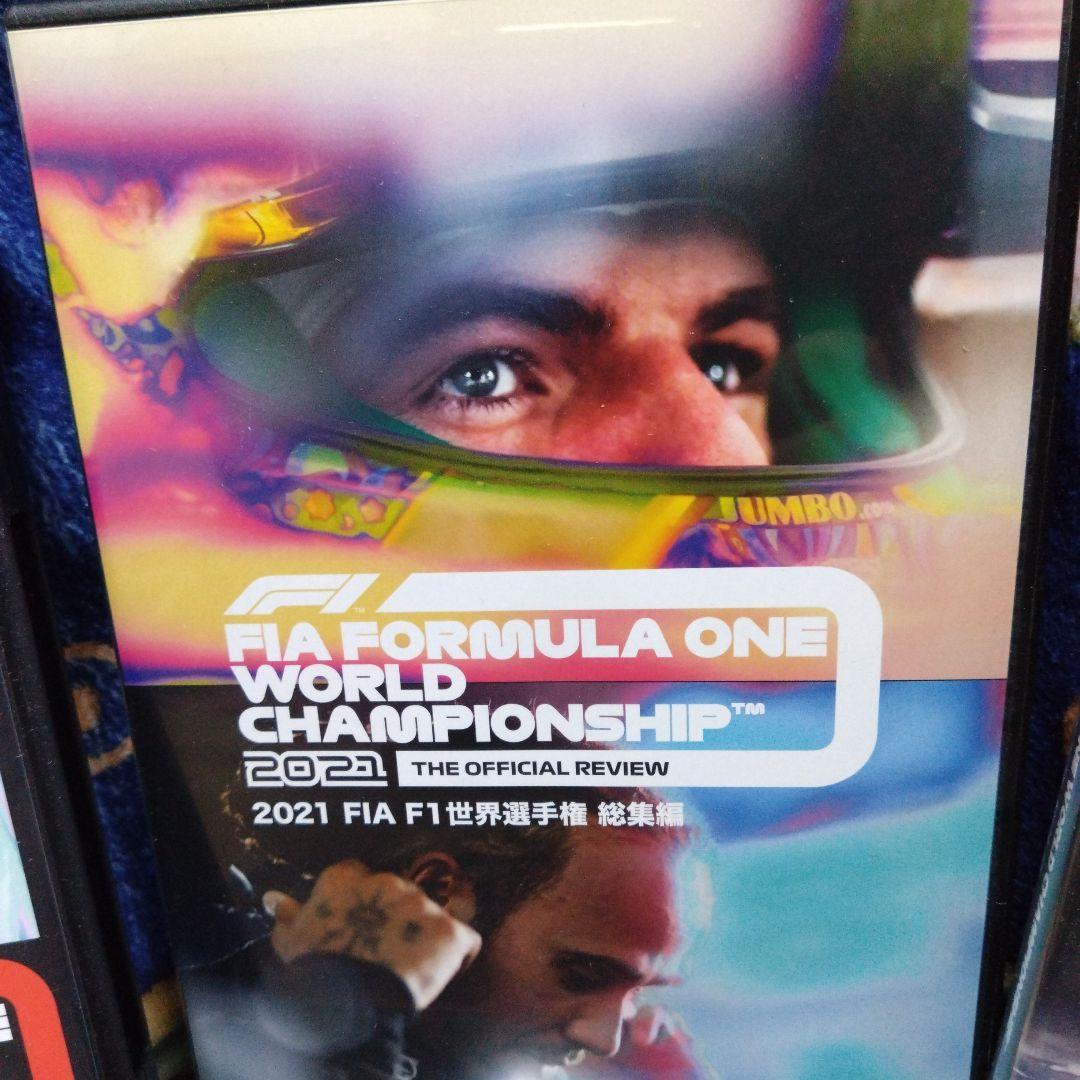 JUMBO.com
F1™
FIA FORMULA ONE
WORLD
CHAMPIONSHIP™
2021 THE OFFICIAL REVIEW
2021 FIA F1世界選手権 総集編